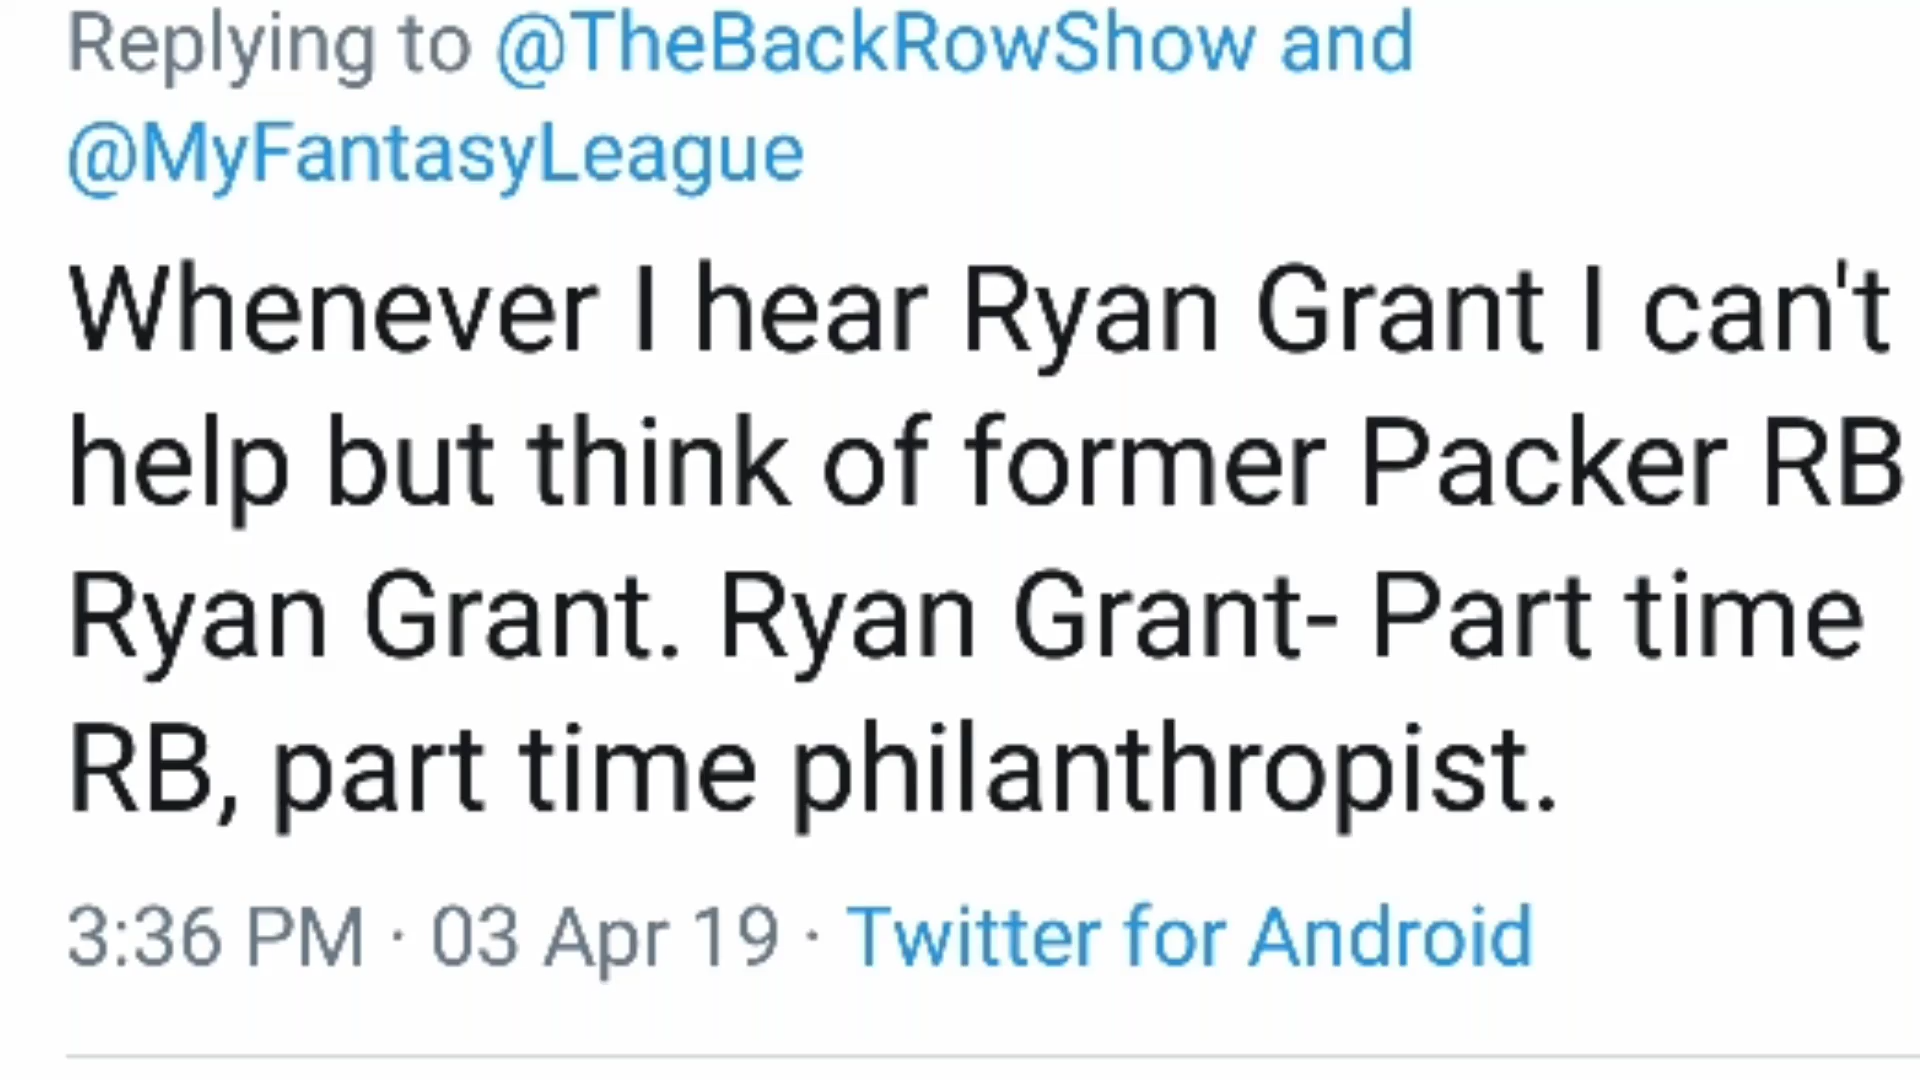 Replying to @TheBackRowShow and
@MyFantasyLeague
Whenever I hear Ryan Grant I can't
help but think of former Packer RB
Ryan Grant. Ryan Grant- Part time
RB, part time philanthropist.
3:36 PM · 03 Apr 19 · Twitter for Android